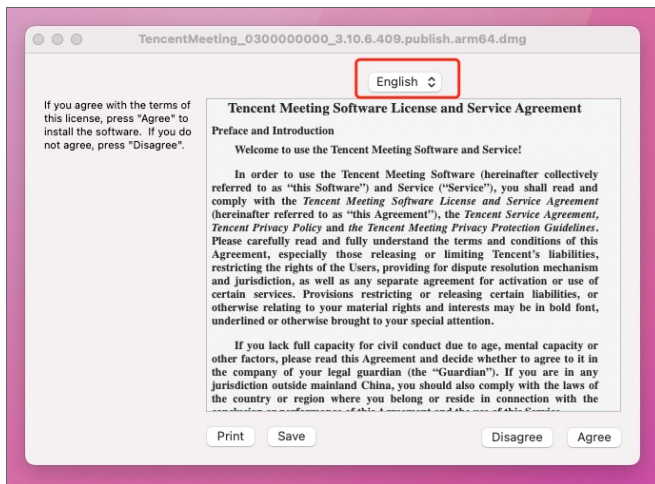 TencentMeeting_0300000000_3.10.6.409.publish.arm64.dmg
English
If you agree with the terms of
this license, press "Agree" to
install the software. If you do
not agree, press "Disagree".
Tencent Meeting Software License and Service Agreement
Preface and Introduction
Welcome to use the Tencent Meeting Software and Service!
In order to use the Tencent Meeting Software (hereinafter collectively
referred to as “this Software”) and Service (“Service”), you shall read and
comply with the Tencent Meeting Software License and Service Agreement
(hereinafter referred to as “this Agreement”), the Tencent Service Agreement,
Tencent Privacy Policy and the Tencent Meeting Privacy Protection Guidelines.
Please carefully read and fully understand the terms and conditions of this
Agreement, especially those releasing or limiting Tencent’s liabilities,
restricting the rights of the Users, providing for dispute resolution mechanism
and jurisdiction, as well as any separate agreement for activation or use of
certain services. Provisions restricting or releasing certain liabilities, or
otherwise relating to your material rights and interests may be in bold font,
underlined or otherwise brought to your special attention.
If you lack full capacity for civil conduct due to age, mental capacity or
other factors, please read this Agreement and decide whether to agree to it in
the company of your legal guardian (the “Guardian”). If you are in any
jurisdiction outside mainland China, you should also comply with the laws of
the country or region where you belong or reside in connection with the
Print
Save
Disagree
Agree